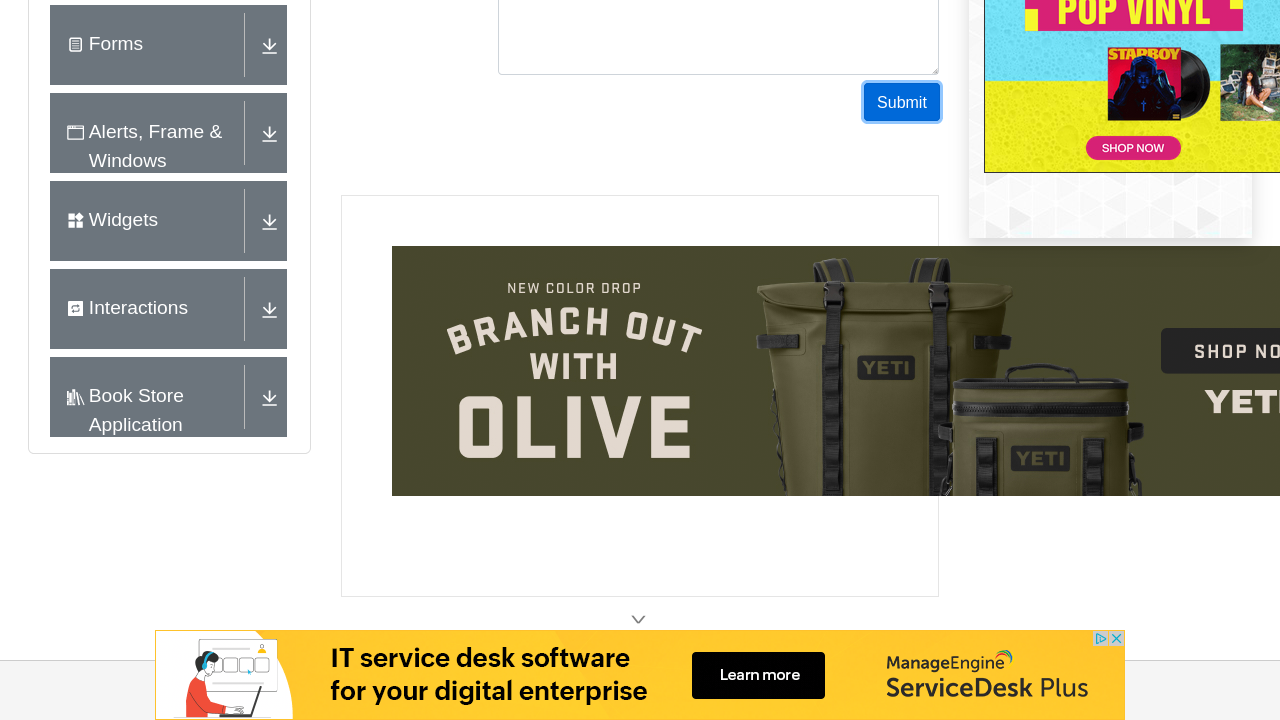 Forms
Alerts, Frame &
Windows
Widgets
Interactions
Book Store
Application
Submit
POP VINYL
STARBOY
SHOP NOW
NEW COLOR DROP
BRANCH OUT
WITH
OLIVE
YETI
YETI
SHOP NO
YETI
IT service desk software
for your digital enterprise
Learn more
ManageEngine
ServiceDesk Plus